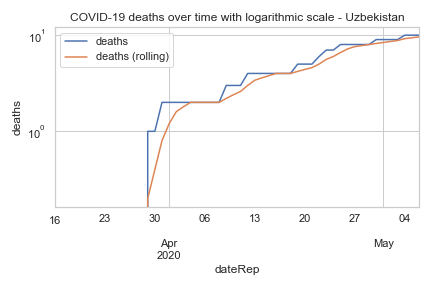 COVID-19 deaths over time with logarithmic scale - Uzbekistan
deaths
deaths (rolling)
10¹
10⁰
deaths
16 23 30 06 13 20 27 04
Apr May
2020
dateRep